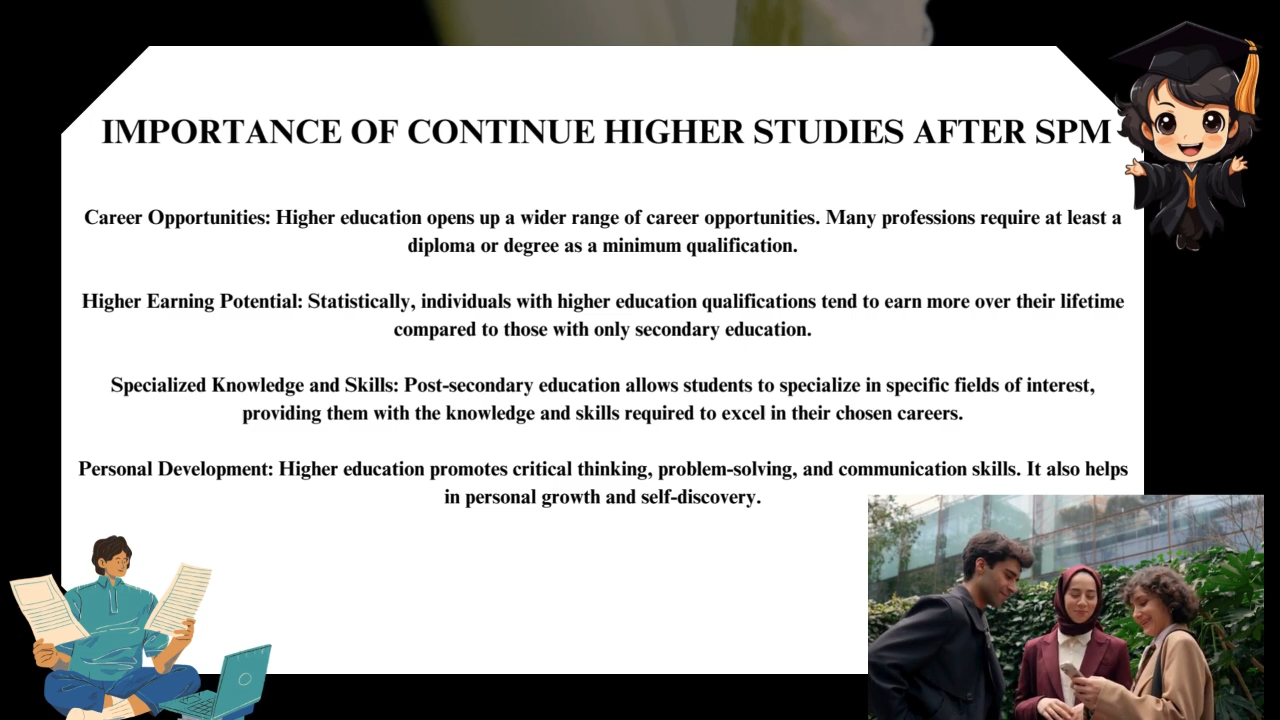 IMPORTANCE OF CONTINUE HIGHER STUDIES AFTER SPM
Career Opportunities: Higher education opens up a wider range of career opportunities. Many professions require at least a
diploma or degree as a minimum qualification.
Higher Earning Potential: Statistically, individuals with higher education qualifications tend to earn more over their lifetime
compared to those with only secondary education.
Specialized Knowledge and Skills: Post-secondary education allows students to specialize in specific fields of interest,
providing them with the knowledge and skills required to excel in their chosen careers.
Personal Development: Higher education promotes critical thinking, problem-solving, and communication skills. It also helps
in personal growth and self-discovery.